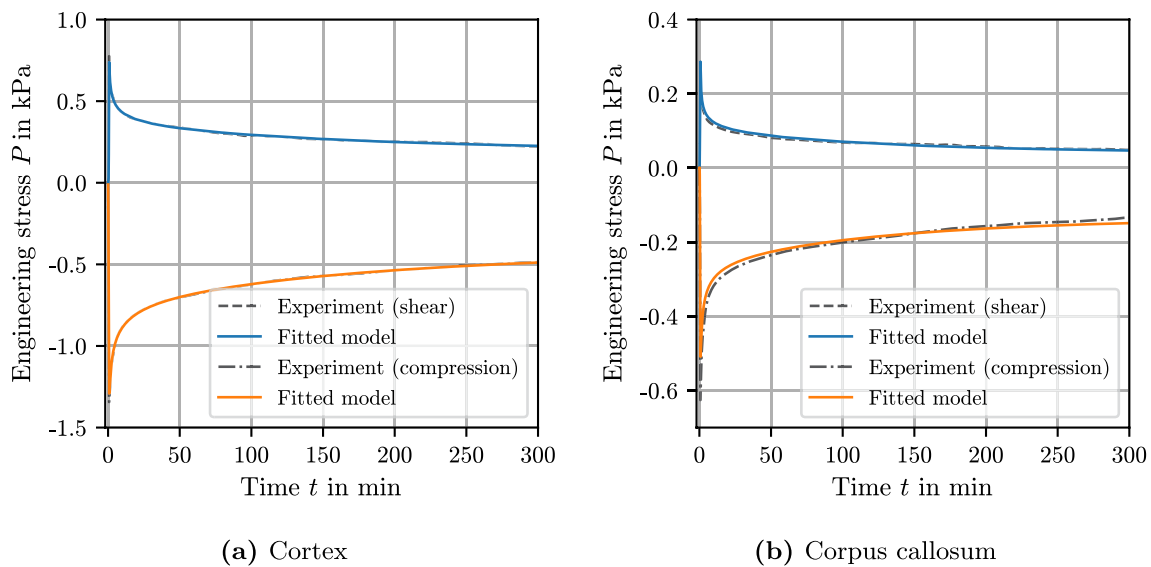 Engineering stress P in kPa
1.0
0.5
0.0
-0.5
-1.0
-1.5
0 50 100 150 200 250 300
Time t in min
Experiment (shear)
Fitted model
Experiment (compression)
Fitted model
(a) Cortex
Engineering stress P in kPa
0.4
0.2
0.0
-0.2
-0.4
-0.6
0 50 100 150 200 250 300
Time t in min
Experiment (shear)
Fitted model
Experiment (compression)
Fitted model
(b) Corpus callosum